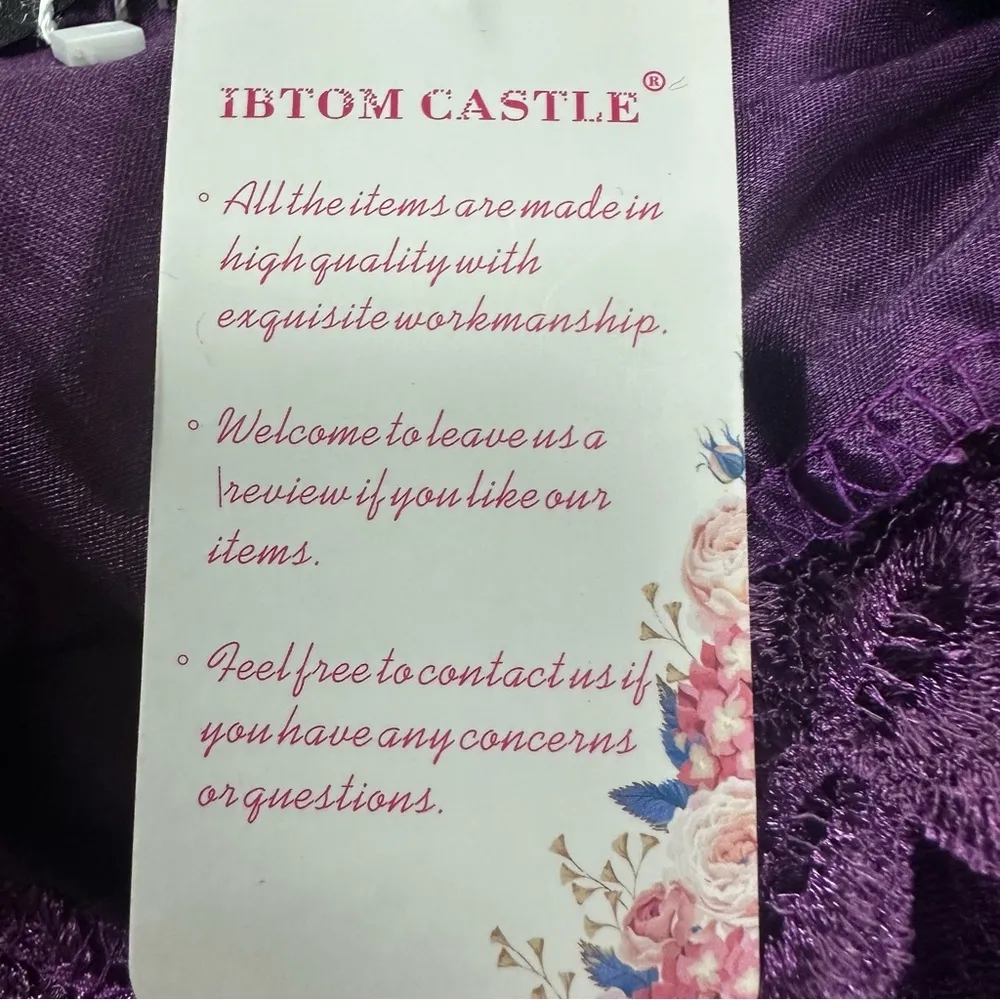 IBTOM CASTLE®
° All the items are made in
high quality with
exquisite workmanship.
° Welcome to leave us a
review if you like our
items.
° Feel free to contact us if
you have any concerns
or questions.